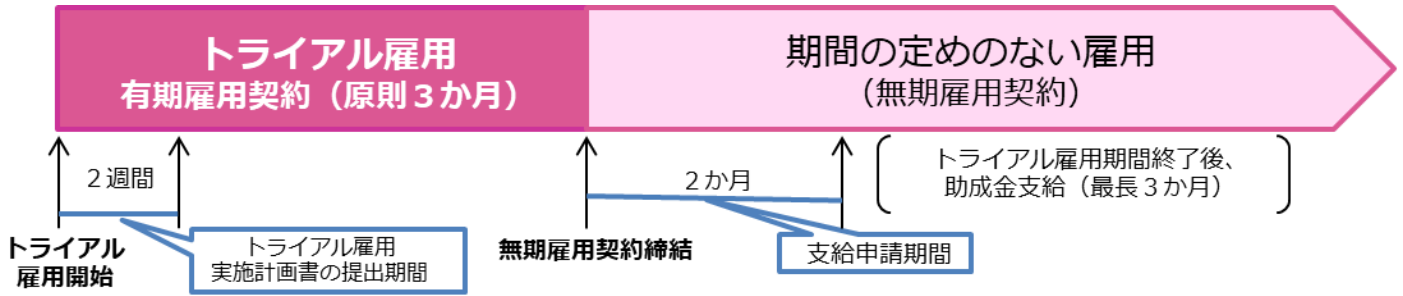 トライアル雇用
有期雇用契約（原則３か月）
期間の定めのない雇用
（無期雇用契約）
２週間
２か月
トライアル雇用期間終了後、
助成金支給（最長３か月）
トライアル
雇用開始
トライアル雇用
実施計画書の提出期間
無期雇用契約締結
支給申請期間